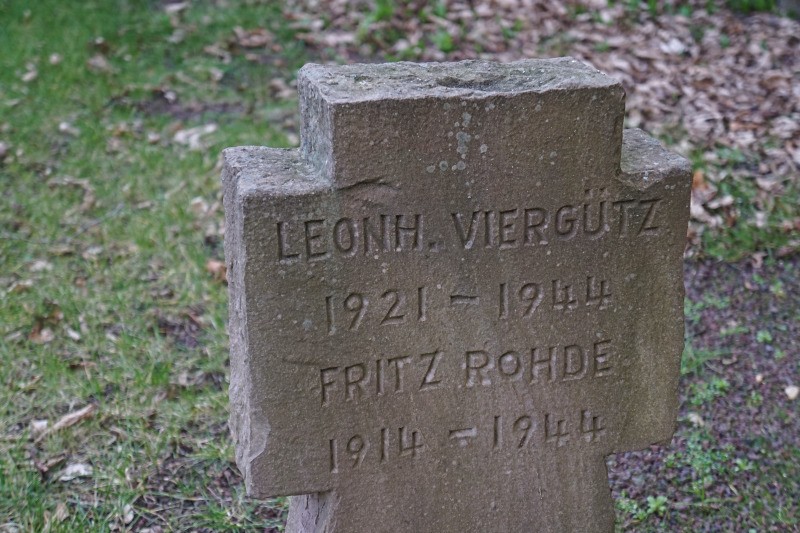 LEONH. VIERGÜTZ
1921 – 1944
FRITZ ROHDE
1914 – 1944